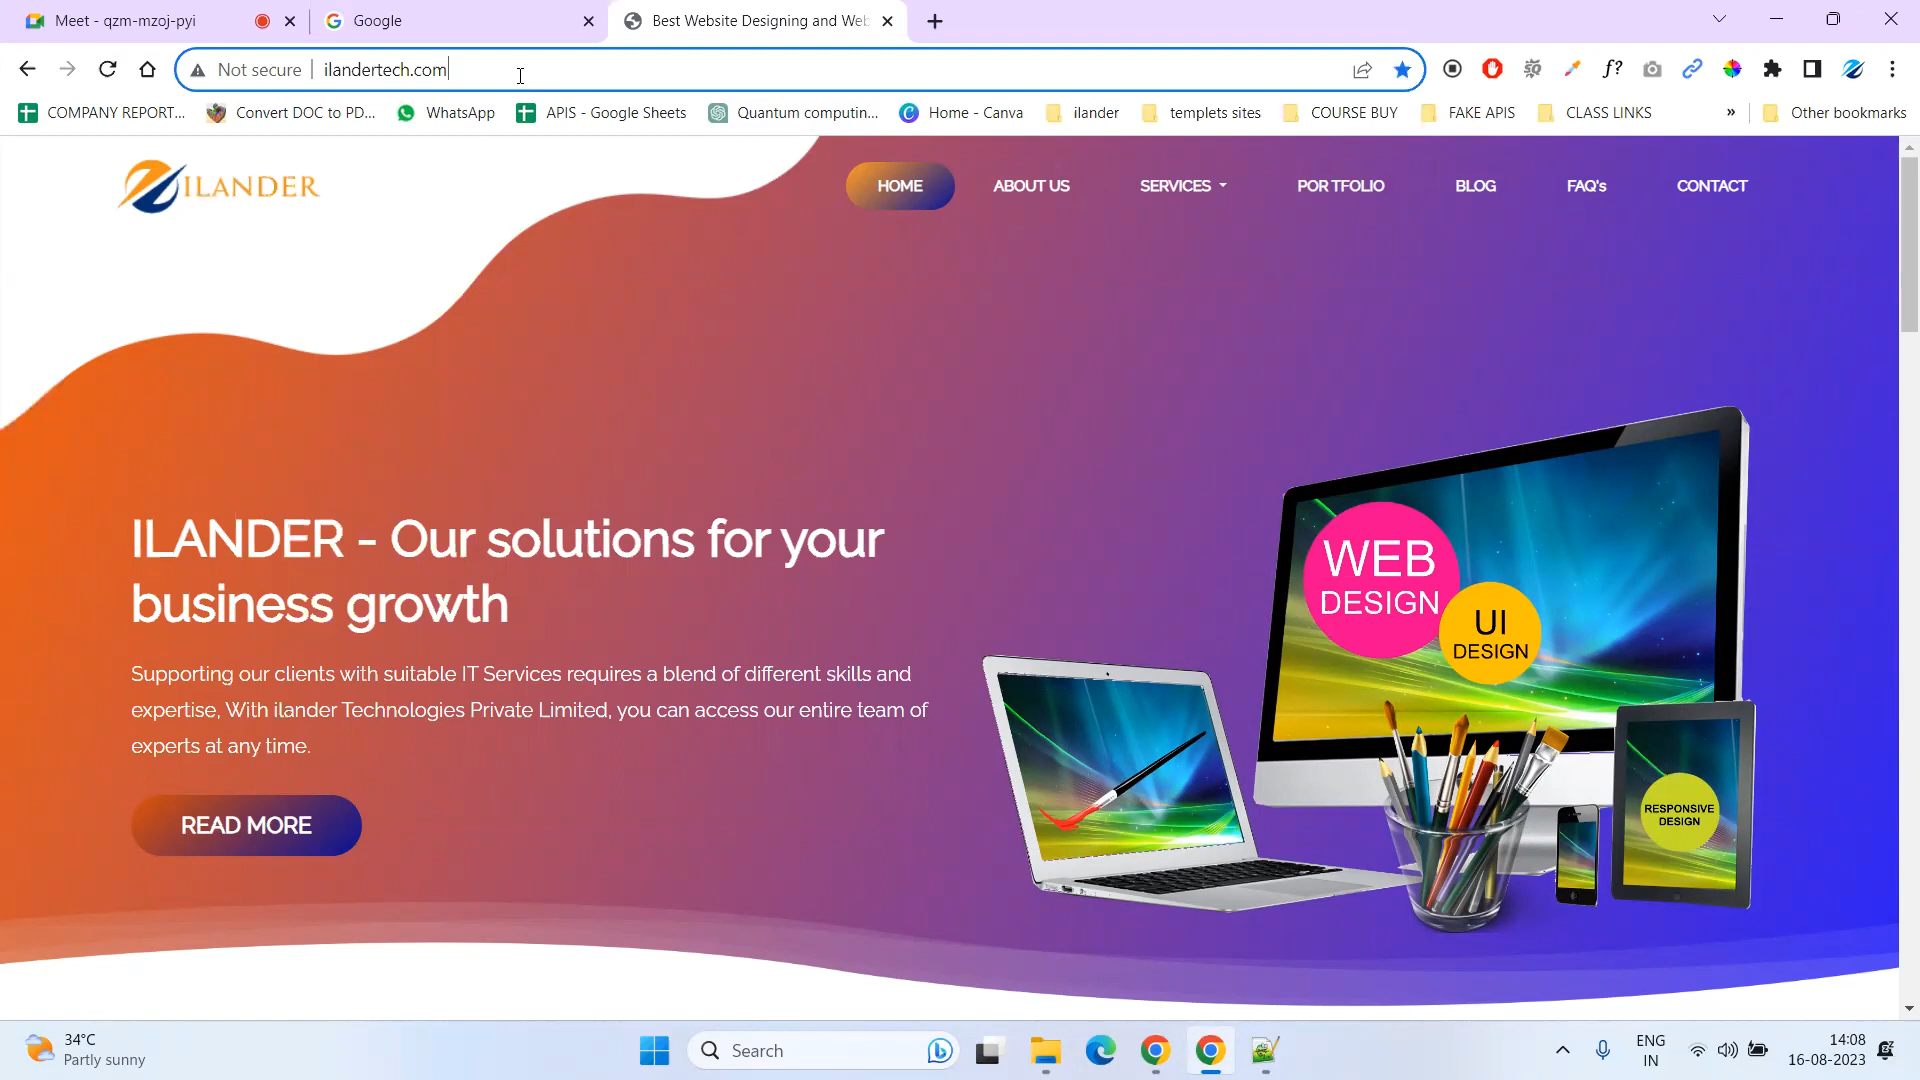 Meet - qzm-mzoj-pyi
Google
Best Website Designing and Web
Not secure
ilandertech.com
COMPANY REPORT...
Convert DOC to PD...
WhatsApp
APIS - Google Sheets
Quantum computin...
Home - Canva
ilander
templets sites
COURSE BUY
FAKE APIS
CLASS LINKS
»
Other bookmarks
ILANDER
HOME
ABOUT US
SERVICES
PORTFOLIO
BLOG
FAQ's
CONTACT
ILANDER - Our solutions for your
business growth
Supporting our clients with suitable IT Services requires a blend of different skills and
expertise, With ilander Technologies Private Limited, you can access our entire team of
experts at any time.
READ MORE
WEB
DESIGN
UI
DESIGN
RESPONSIVE
DESIGN
34°C
Partly sunny
Search
ENG
IN
14:08
16-08-2023